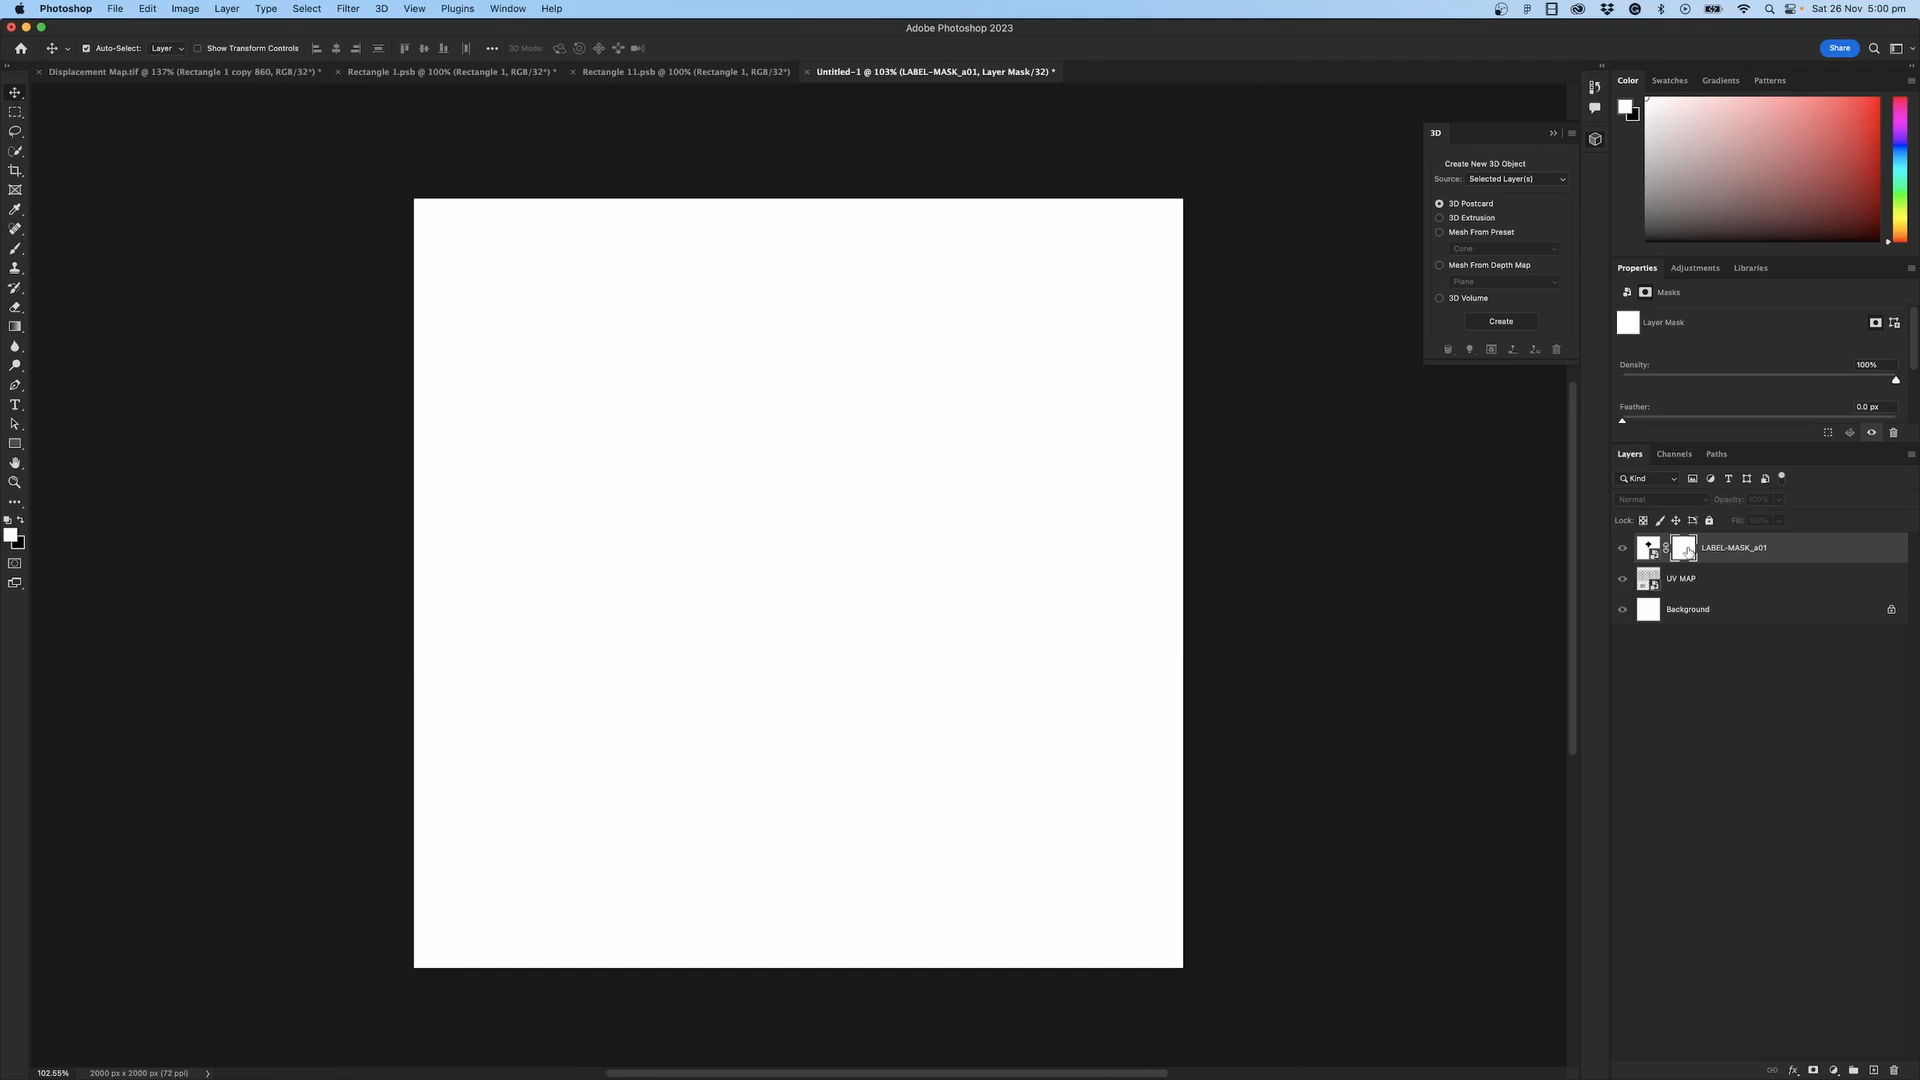 Photoshop File Edit Image Layer Type Select Filter 3D View Plugins Window Help Sat 26 Nov 5:00 pm
Adobe Photoshop 2023
Auto-Select: Layer Show Transform Controls 3D Mode: Share
Displacement Map.tif @ 137% (Rectangle 1 copy 860, RGB/32*) * Rectangle 1.psb @ 100% (Rectangle 1, RGB/32*) * Rectangle 11.psb @ 100% (Rectangle 1, RGB/32*) Untitled-1 @ 103% (LABEL-MASK_a01, Layer Mask/32) *
Color Swatches Gradients Patterns
3D
Create New 3D Object
Source: Selected Layer(s)
3D Postcard
3D Extrusion
Mesh From Preset
Cone
Mesh From Depth Map
Plane
3D Volume
Create
Properties Adjustments Libraries
Masks
Layer Mask
Density: 100%
Feather: 0.0 px
Layers Channels Paths
Kind
Normal Opacity: 100%
Lock: Fill: 100%
LABEL-MASK_a01
UV MAP
Background
102.55% 2000 px x 2000 px (72 ppi)